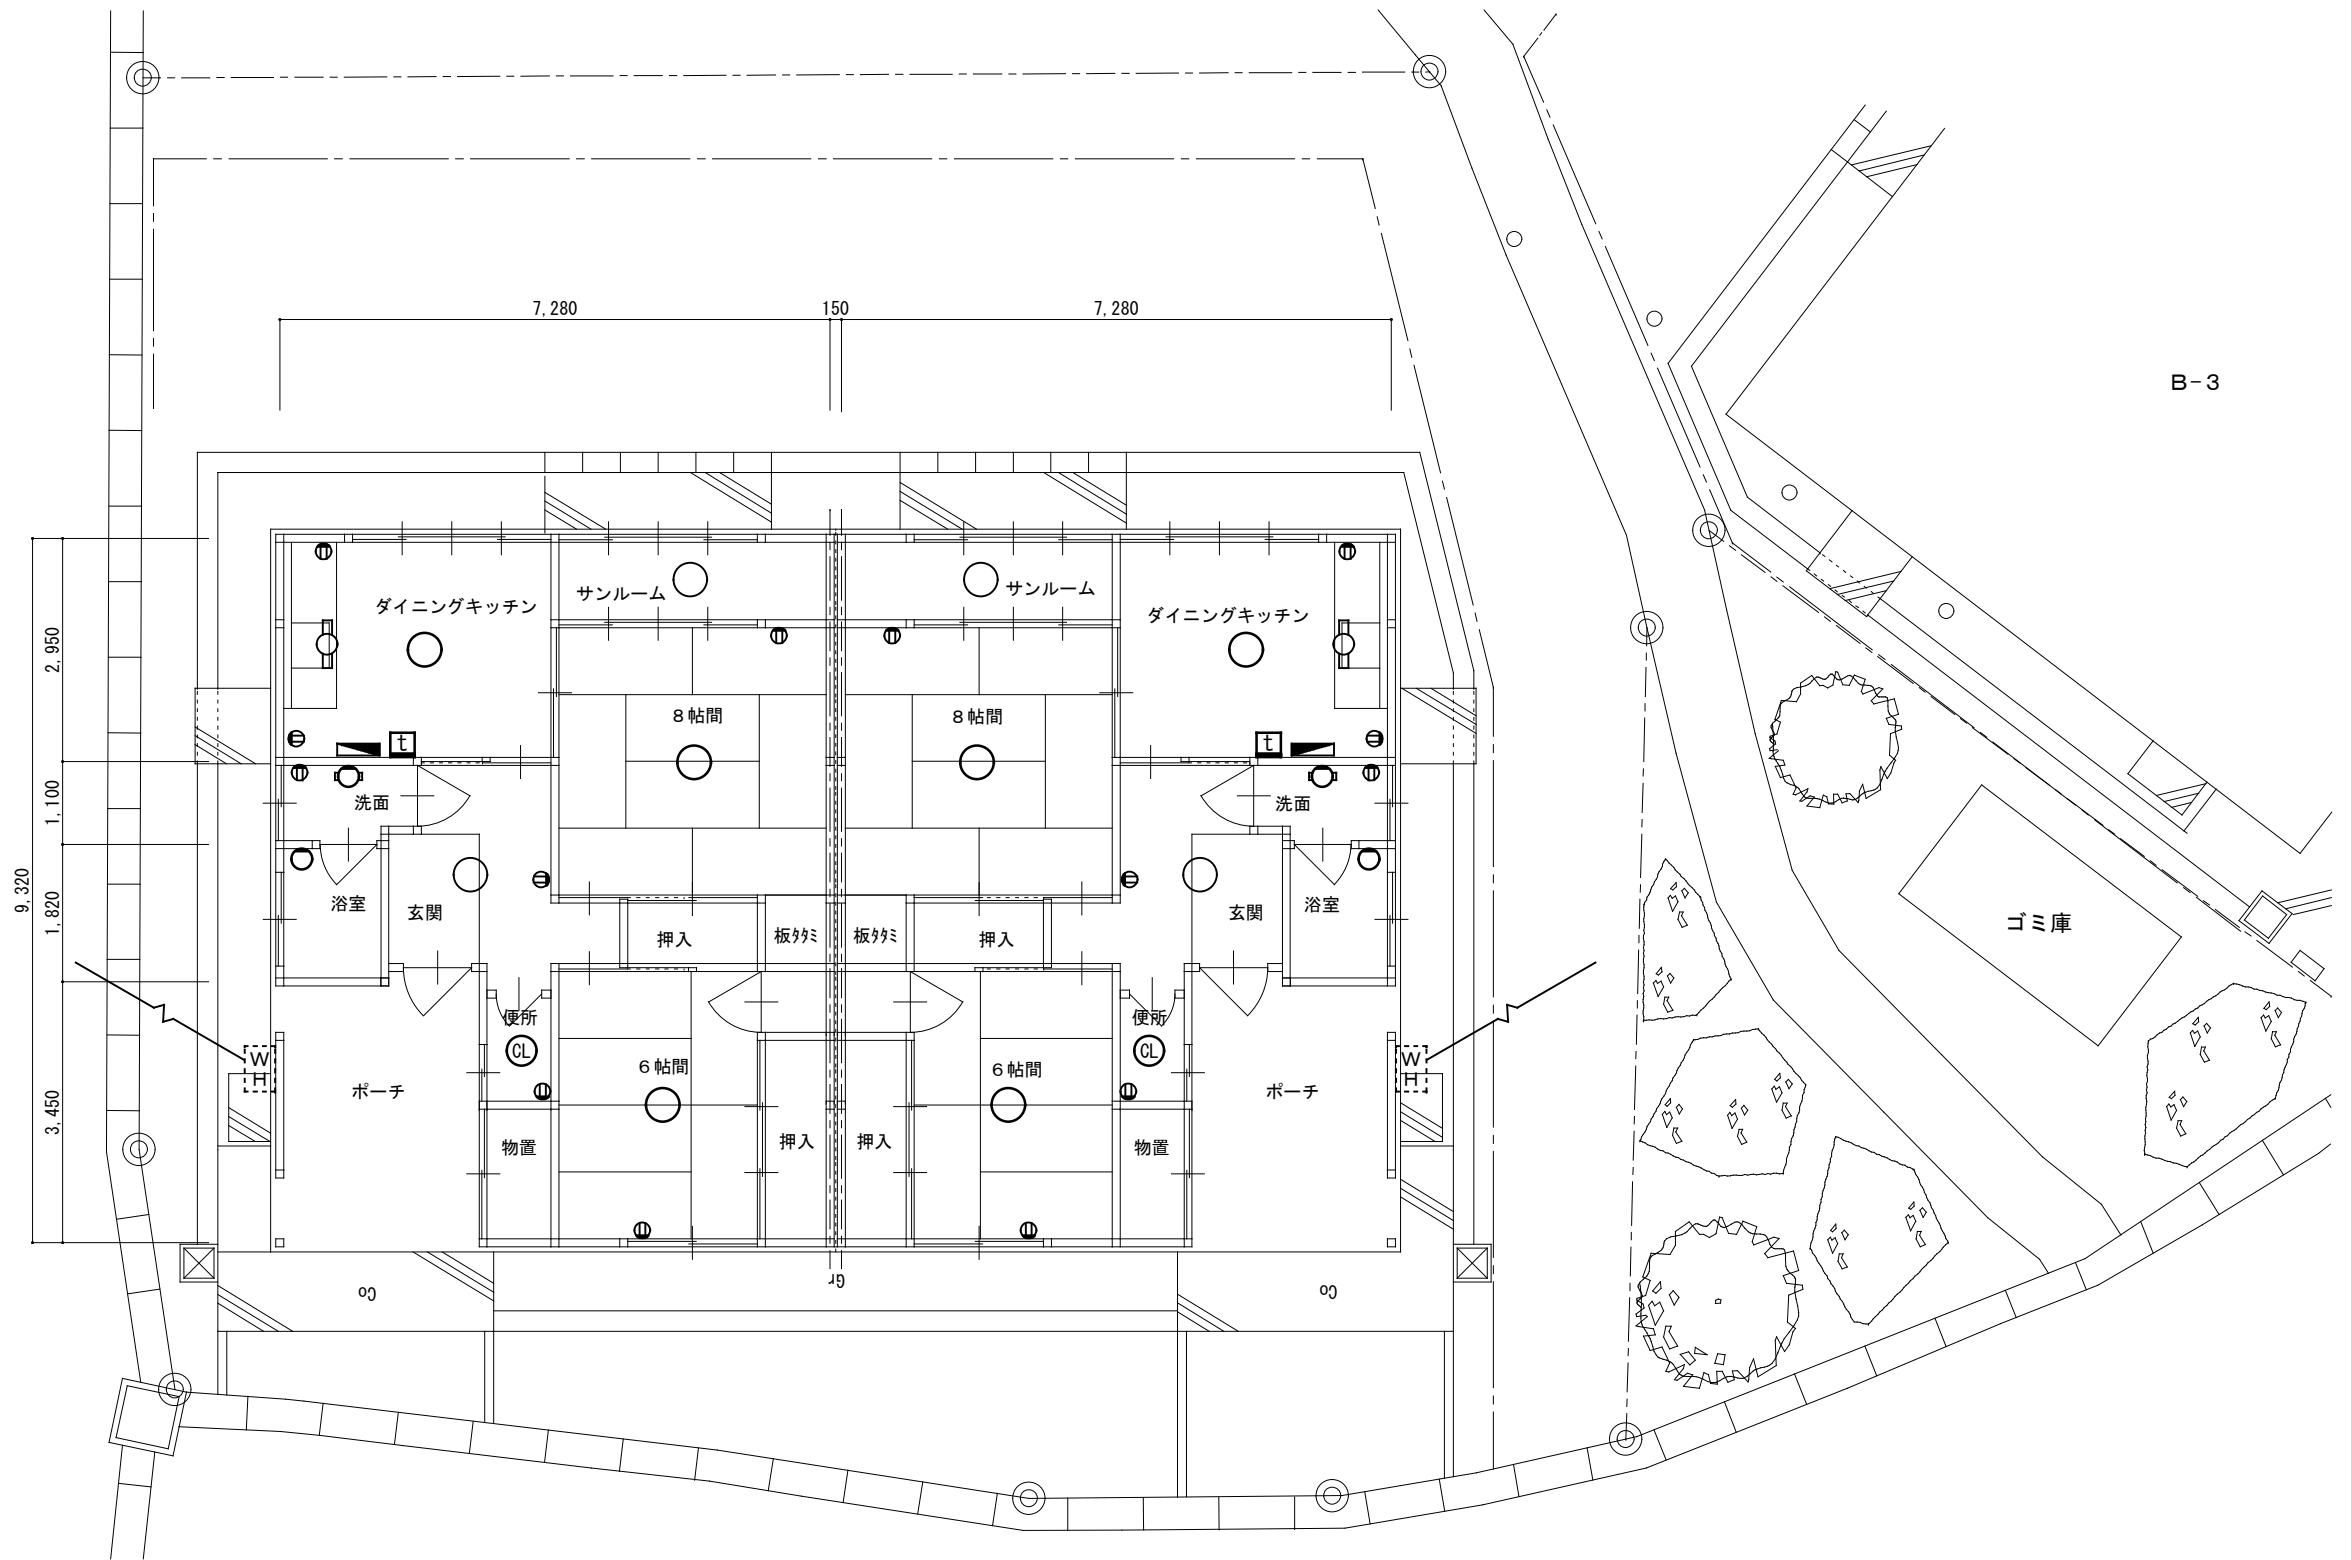 7,280
150
7,280
B-3
サンルーム
サンルーム
ダイニングキッチン
ダイニングキッチン
2,950
8帖間
8帖間
t
t
洗面
洗面
1,100
9,320
1,820
浴室
玄関
玄関
浴室
押入
板タタミ
板タタミ
押入
ゴミ庫
便所
便所
CL
CL
W
H
W
H
ポーチ
6帖間
6帖間
ポーチ
3,450
物置
押入
押入
物置
Gr
Co
Co